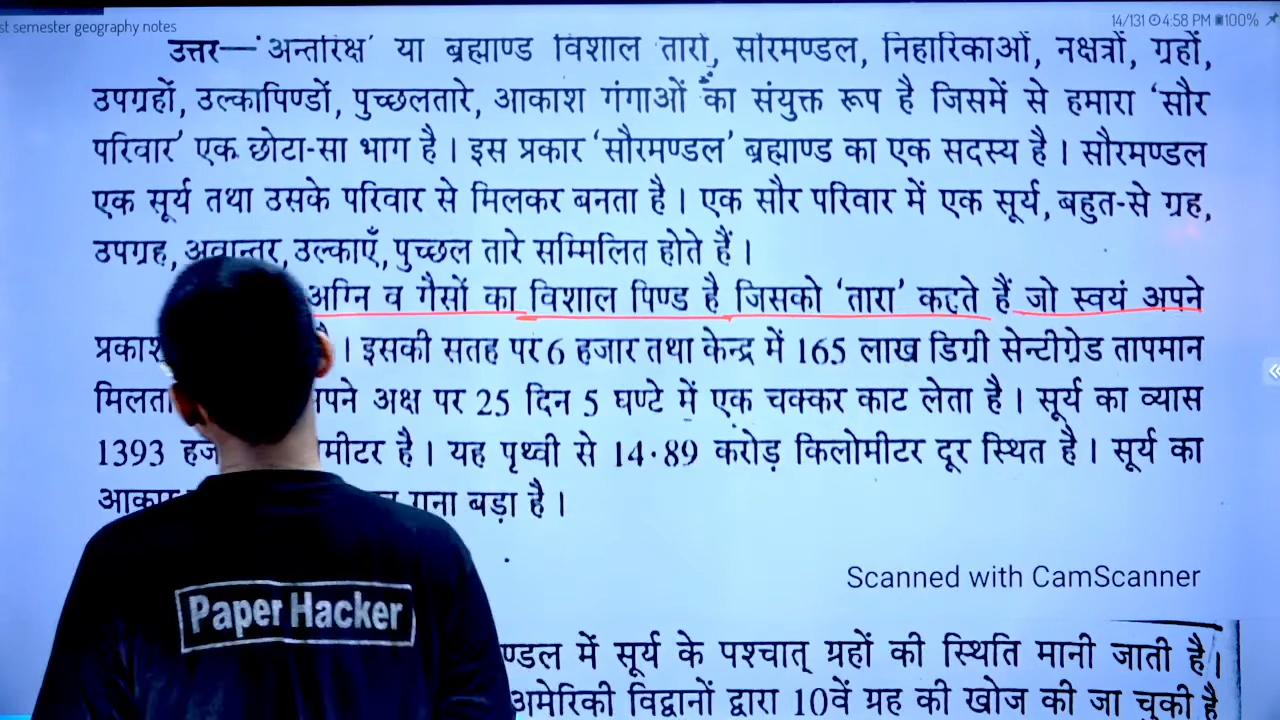 st semester geography notes
14/131 4:58 PM 100%
उत्तर—'अन्तरिक्ष' या ब्रह्माण्ड विशाल तारों, सौरमण्डल, निहारिकाओं, नक्षत्रों, ग्रहों,
उपग्रहों, उल्कापिण्डों, पुच्छलतारे, आकाश गंगाओं का संयुक्त रूप है जिसमें से हमारा 'सौर
परिवार' एक छोटा-सा भाग है। इस प्रकार 'सौरमण्डल' ब्रह्माण्ड का एक सदस्य है। सौरमण्डल
एक सूर्य तथा उसके परिवार से मिलकर बनता है। एक सौर परिवार में एक सूर्य, बहुत-से ग्रह,
उपग्रह, अवान्तर, उल्काएँ, पुच्छल तारे सम्मिलित होते हैं।
अग्नि व गैसों का विशाल पिण्ड है जिसको 'तारा' कहते हैं जो स्वयं अपने
प्रकाश । इसकी सतह पर 6 हजार तथा केन्द्र में 165 लाख डिग्री सेन्टीग्रेड तापमान
मिलता पने अक्ष पर 25 दिन 5 घण्टे में एक चक्कर काट लेता है। सूर्य का व्यास
1393 हज मीटर है। यह पृथ्वी से 14·89 करोड़ किलोमीटर दूर स्थित है। सूर्य का
गुना बड़ा है।
Scanned with CamScanner
Paper Hacker
ण्डल में सूर्य के पश्चात् ग्रहों की स्थिति मानी जाती है।
अमेरिकी विद्वानों द्वारा 10वें ग्रह की खोज की जा चुकी है